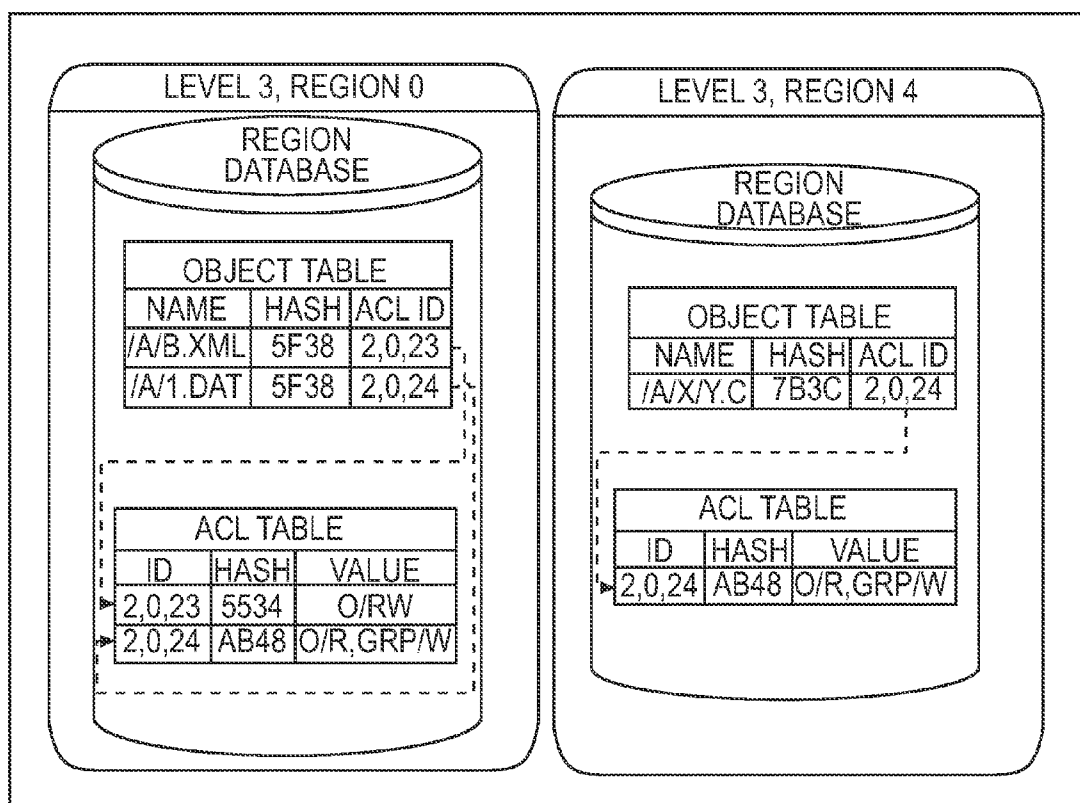 LEVEL 3, REGION 0
REGION
DATABASE
OBJECT TABLE
NAME HASH ACL ID
/A/B.XML 5F38 2,0,23
/A/1.DAT 5F38 2,0,24
ACL TABLE
ID HASH VALUE
2,0,23 5534 O/RW
2,0,24 AB48 O/R,GRP/W
LEVEL 3, REGION 4
REGION
DATABASE
OBJECT TABLE
NAME HASH ACL ID
/A/X/Y.C 7B3C 2,0,24
ACL TABLE
ID HASH VALUE
2,0,24 AB48 O/R,GRP/W